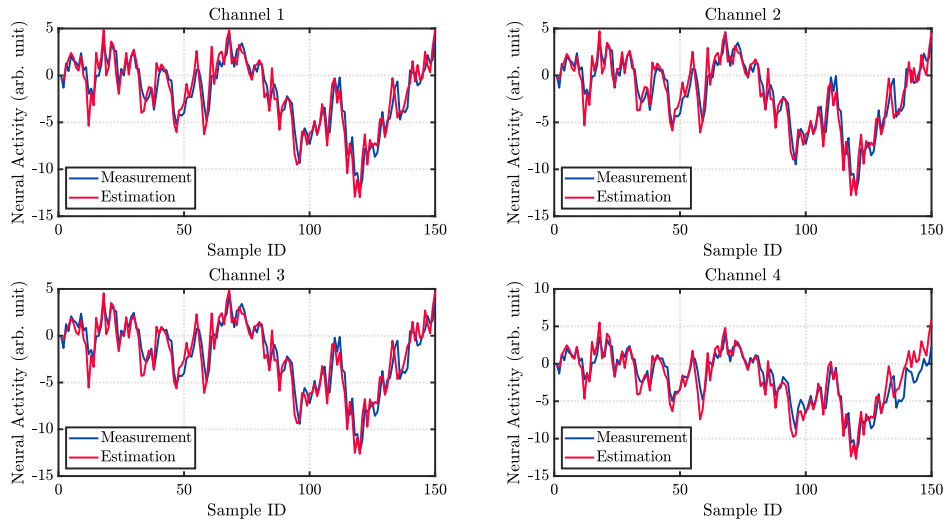 Channel 1
Neural Activity (arb. unit)
5
0
-5
-10
-15
Measurement
Estimation
0
50
100
150
Sample ID
Channel 2
Neural Activity (arb. unit)
5
0
-5
-10
-15
Measurement
Estimation
0
50
100
150
Sample ID
Channel 3
Neural Activity (arb. unit)
5
0
-5
-10
-15
Measurement
Estimation
0
50
100
150
Sample ID
Channel 4
Neural Activity (arb. unit)
10
5
0
-5
-10
-15
Measurement
Estimation
0
50
100
150
Sample ID